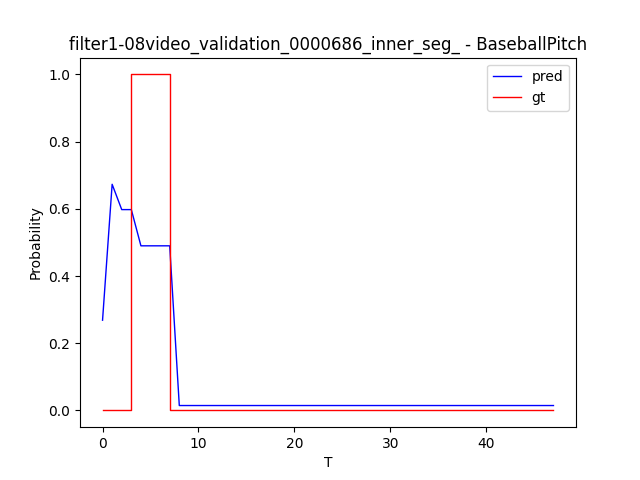 filter1-08video_validation_0000686_inner_seg_ - BaseballPitch
pred
gt
1.0
0.8
0.6
0.4
0.2
0.0
Probability
0
10
20
30
40
T